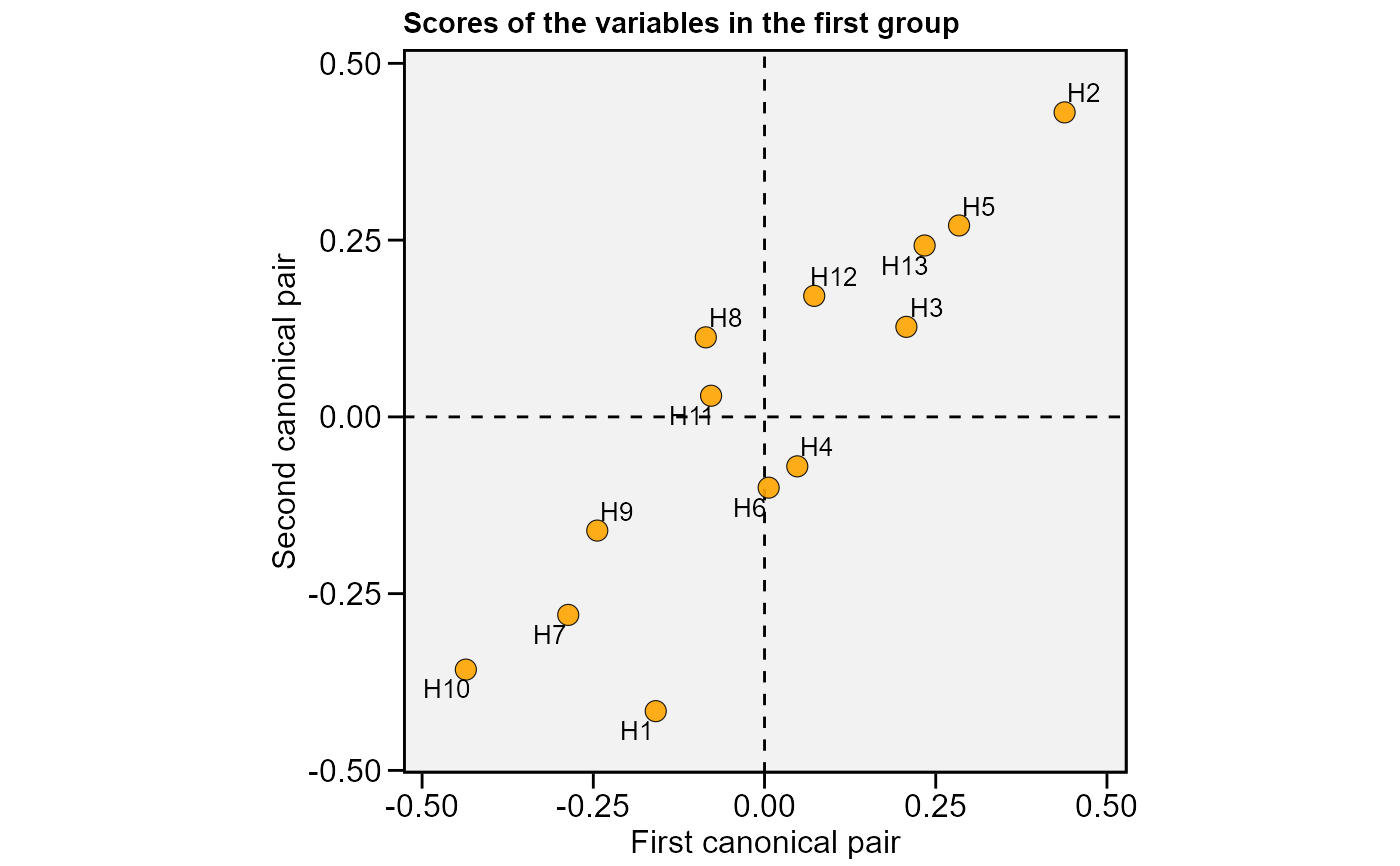 Scores of the variables in the first group
0.50
0.25
0.00
-0.25
-0.50
Second canonical pair
H2
H5
H13
H12
H3
H8
H11
H4
H6
H9
H7
H10
H1
-0.50
-0.25
0.00
0.25
0.50
First canonical pair